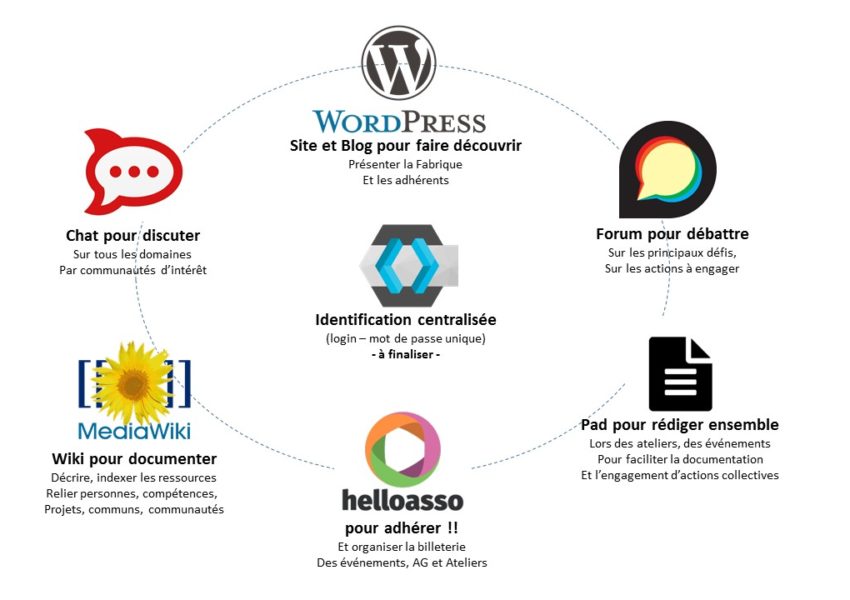 WORDPRESS
Site et Blog pour faire découvrir
Présenter la Fabrique
Et les adhérents
Chat pour discuter
Sur tous les domaines
Par communautés d'intérêt
Forum pour débattre
Sur les principaux défis,
Sur les actions à engager
Identification centralisée
(login – mot de passe unique)
- à finaliser -
MediaWiki
Wiki pour documenter
Décrire, indexer les ressources
Relier personnes, compétences,
Projets, communs, communautés
Pad pour rédiger ensemble
Lors des ateliers, des événements
Pour faciliter la documentation
Et l'engagement d'actions collectives
helloasso
pour adhérer !!
Et organiser la billeterie
Des événements, AG et Ateliers